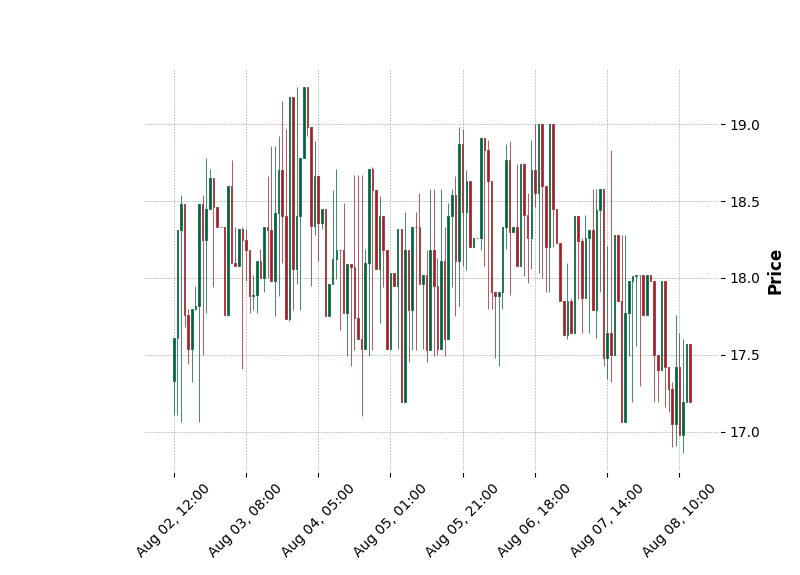 19.0
18.5
18.0
17.5
17.0
Price
Aug 02, 12:00
Aug 03, 08:00
Aug 04, 05:00
Aug 05, 01:00
Aug 05, 21:00
Aug 06, 18:00
Aug 07, 14:00
Aug 08, 10:00